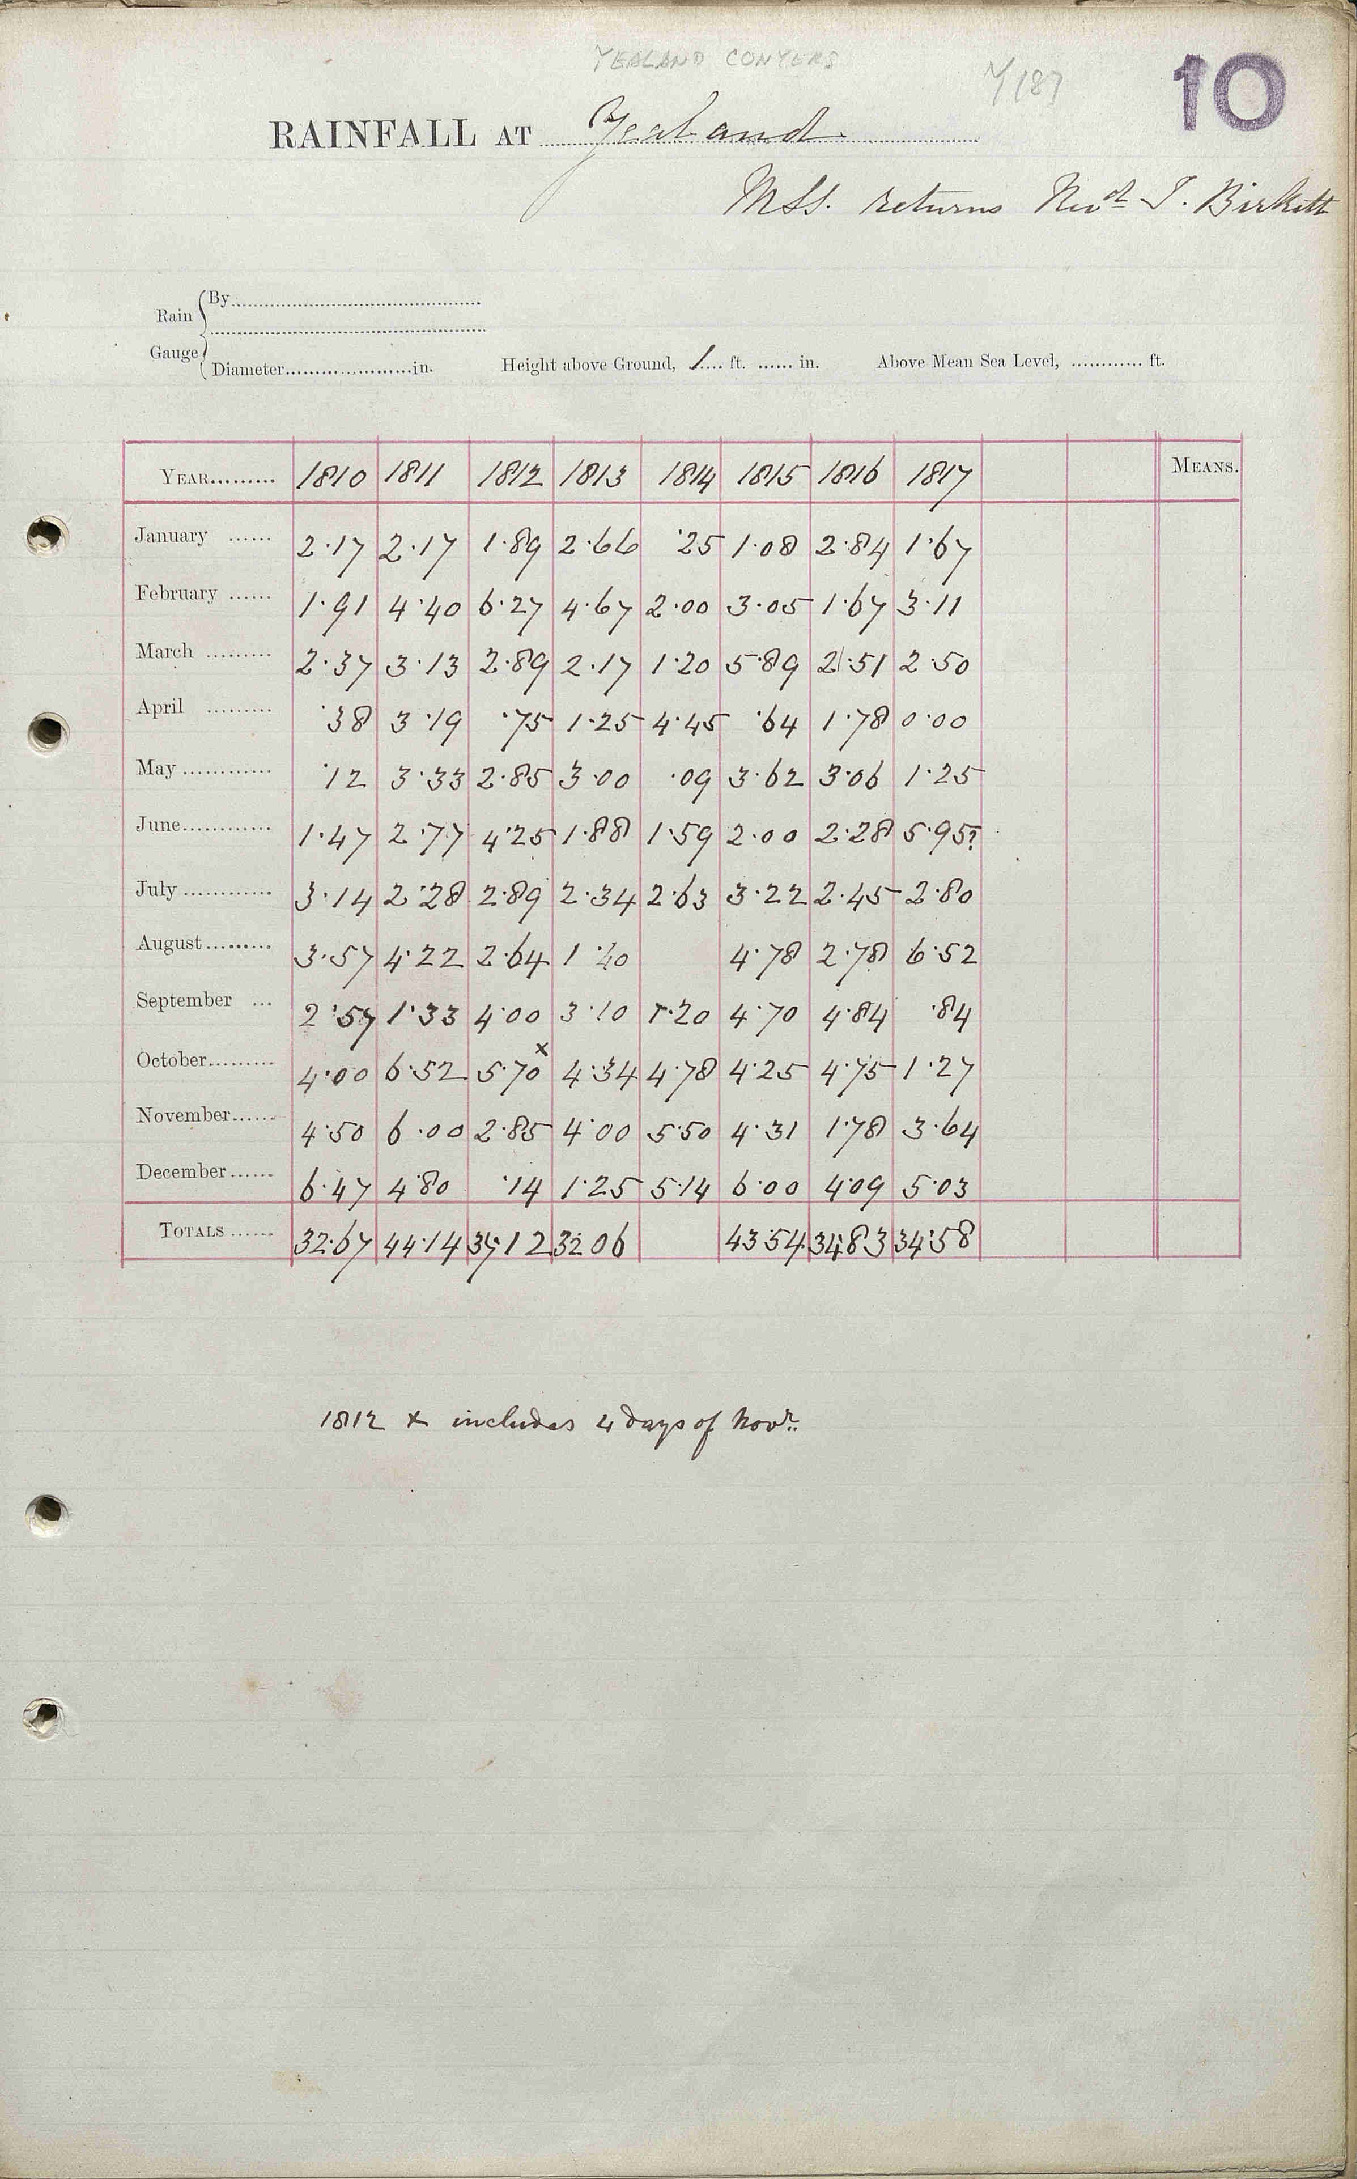 YEALAND CONYERS
10
RAINFALL AT Yealand
MSS. returns J. Birkett
Rain Gauge
By
Diameter in.
Height above Ground, 1 ft. in.
Above Mean Sea Level, ft.
YEAR 1810 1811 1812 1813 1814 1815 1816 1817 MEANS.
January 2.17 2.17 1.89 2.66 .25 1.08 2.84 1.67
February 1.91 4.40 6.27 4.67 2.00 3.05 1.67 3.11
March 2.37 3.13 2.89 2.17 1.20 5.89 2.51 2.50
April .38 3.19 .75 1.25 4.45 .64 1.78 0.00
May .12 3.33 2.85 3.00 .09 3.62 3.06 1.25
June 1.47 2.77 4.25 1.88 1.59 2.00 2.28 5.95?
July 3.14 2.28 2.89 2.34 2.63 3.22 2.45 2.80
August 3.57 4.22 2.64 1.40 4.78 2.78 6.52
September 2.57 1.33 4.00 3.10 1.20 4.70 4.84 .84
October 4.00 6.52 5.70x 4.34 4.78 4.25 4.75 1.27
November 4.50 6.00 2.85 4.00 5.50 4.31 1.78 3.64
December 6.47 4.80 .14 1.25 5.14 6.00 4.09 5.03
TOTALS 32.67 44.14 37.12 32.06 43.54 34.83 34.58
1812 x includes 4 days of Novr.